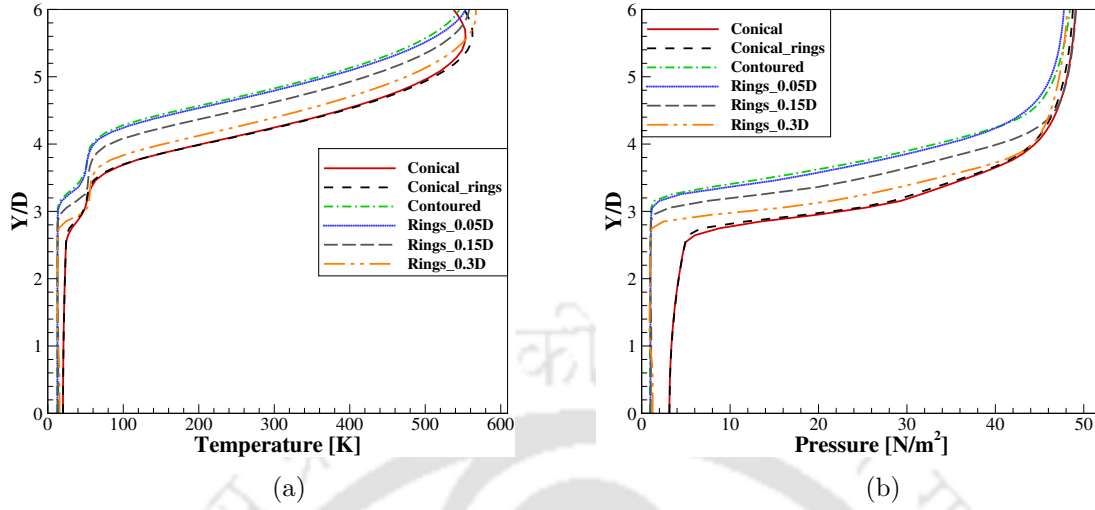 6
5
4
3
2
1
0
Y/D
Conical
Conical_rings
Contoured
Rings_0.05D
Rings_0.15D
Rings_0.3D
0 100 200 300 400 500 600
Temperature [K]
(a)
6
5
4
3
2
1
0
Y/D
Conical
Conical_rings
Contoured
Rings_0.05D
Rings_0.15D
Rings_0.3D
0 10 20 30 40 50
Pressure [N/m²]
(b)